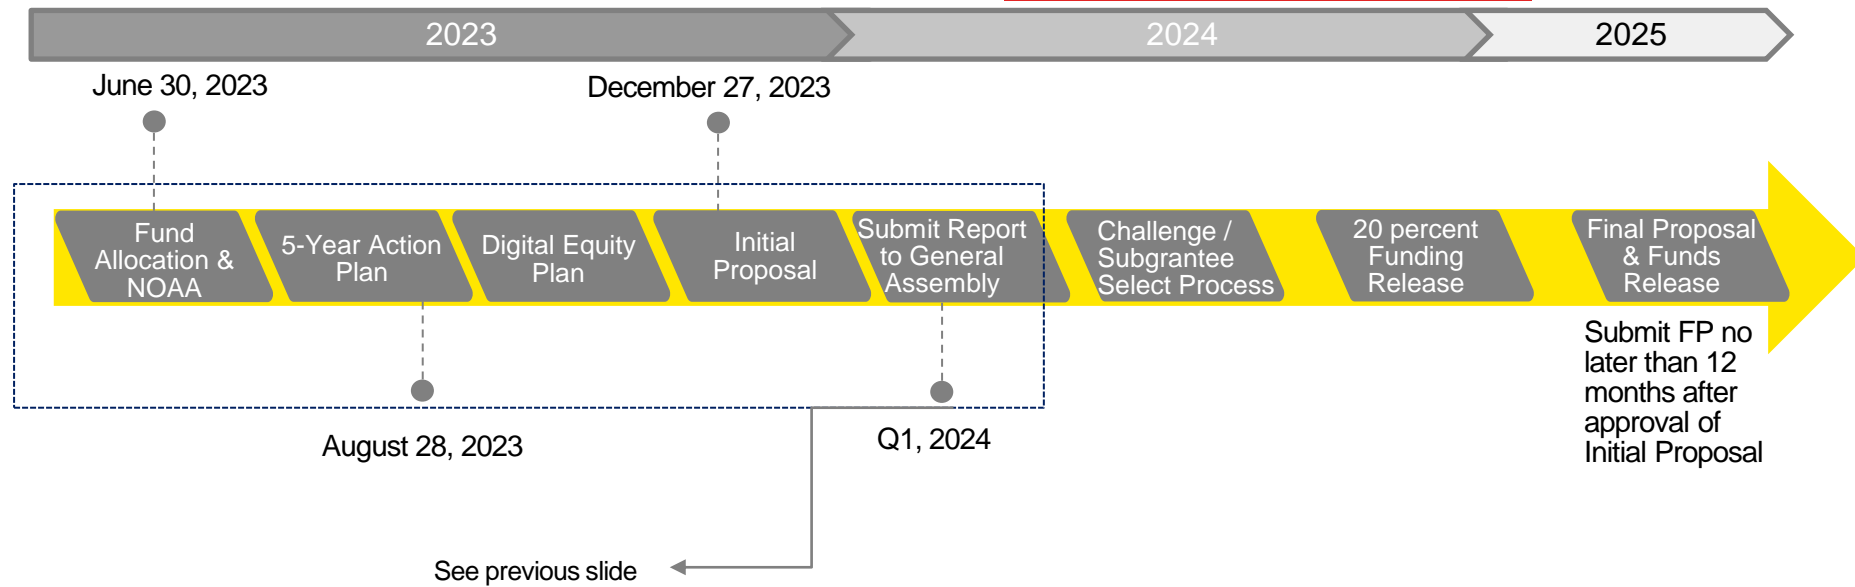 2023
2024
2025
June 30, 2023
December 27, 2023
Fund
Allocation &
NOAA
5-Year Action
Plan
Digital Equity
Plan
Initial
Proposal
Submit Report
to General
Assembly
Challenge /
Subgrantee
Select Process
20 percent
Funding
Release
Final Proposal
& Funds
Release
August 28, 2023
Q1, 2024
Submit FP no
later than 12
months after
approval of
Initial Proposal
See previous slide